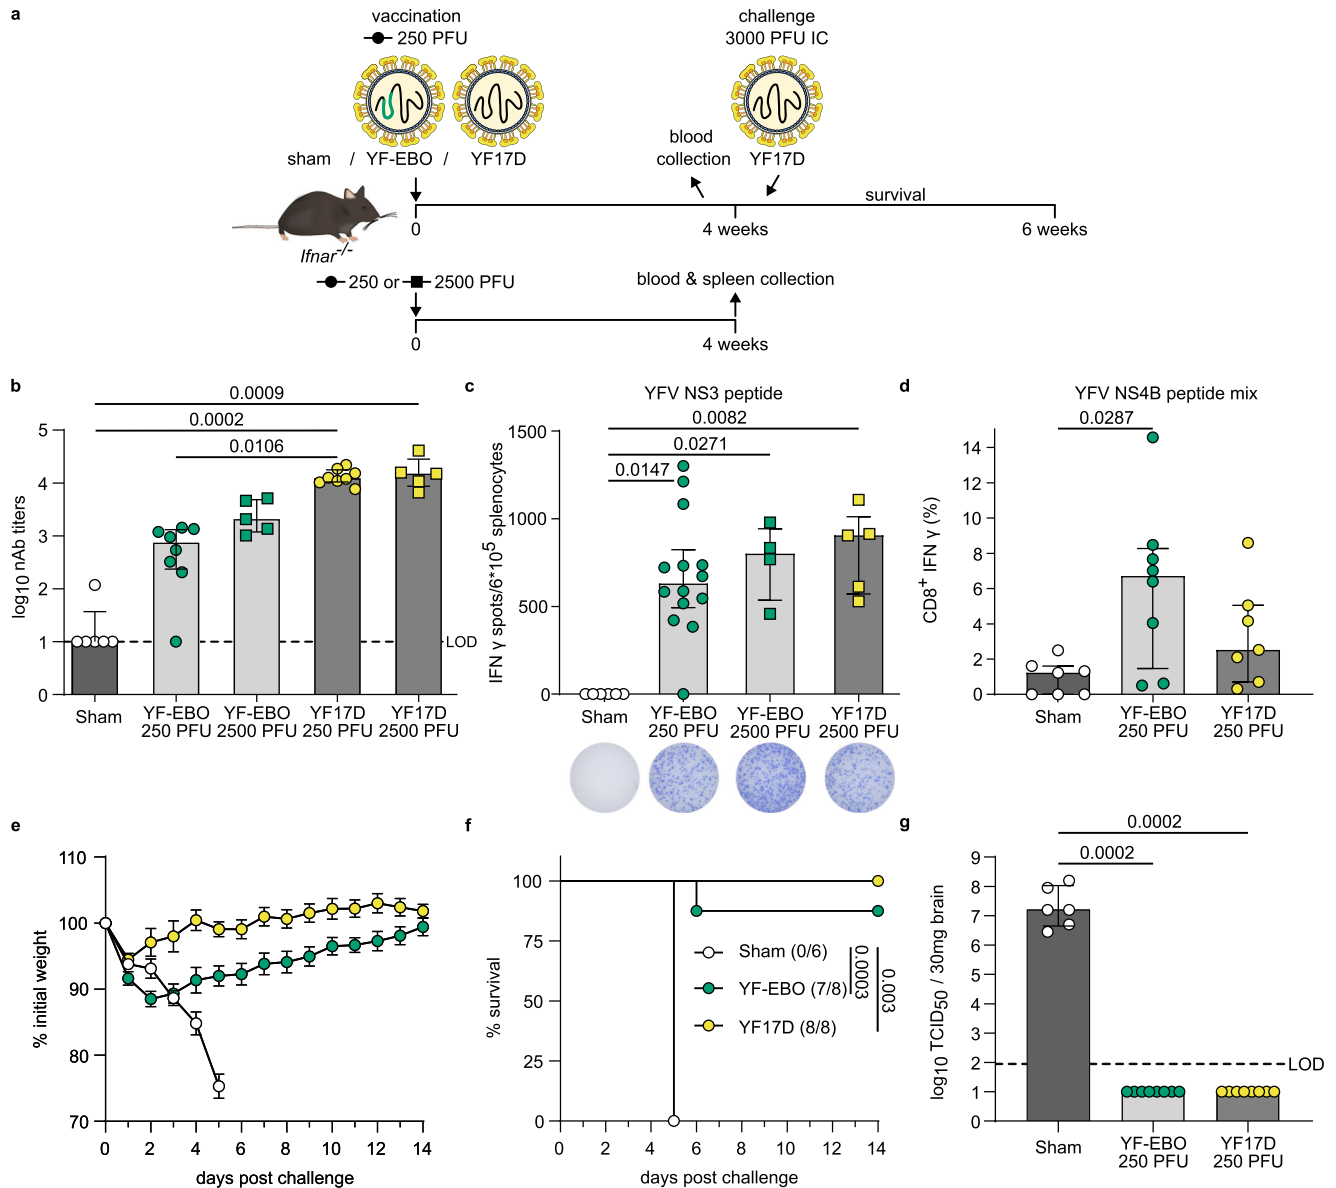 a
vaccination
250 PFU
challenge
3000 PFU IC
sham / YF-EBO / YF17D
blood
collection
YF17D
survival
0
4 weeks
6 weeks
Ifnar-/-
250 or 2500 PFU
blood & spleen collection
0
4 weeks
b
0.0009
0.0002
0.0106
log10 nAb titers
5
4
3
2
1
0
LOD
Sham
YF-EBO
250 PFU
YF-EBO
2500 PFU
YF17D
250 PFU
YF17D
2500 PFU
c
YFV NS3 peptide
0.0082
0.0271
0.0147
IFN γ spots/6*10^5 splenocytes
1500
1000
500
0
Sham
YF-EBO
250 PFU
YF-EBO
2500 PFU
YF17D
2500 PFU
d
YFV NS4B peptide mix
0.0287
CD8+ IFN γ (%)
14
12
10
8
6
4
2
0
Sham
YF-EBO
250 PFU
YF17D
250 PFU
e
% initial weight
110
100
90
80
70
0 2 4 6 8 10 12 14
days post challenge
f
% survival
100
75
50
25
0
Sham (0/6)
YF-EBO (7/8)
YF17D (8/8)
0.0003
0.003
0 2 4 6 8 10 12 14
days post challenge
g
0.0002
0.0002
log10 TCID50 / 30mg brain
9
8
7
6
5
4
3
2
1
0
LOD
Sham
YF-EBO
250 PFU
YF17D
250 PFU